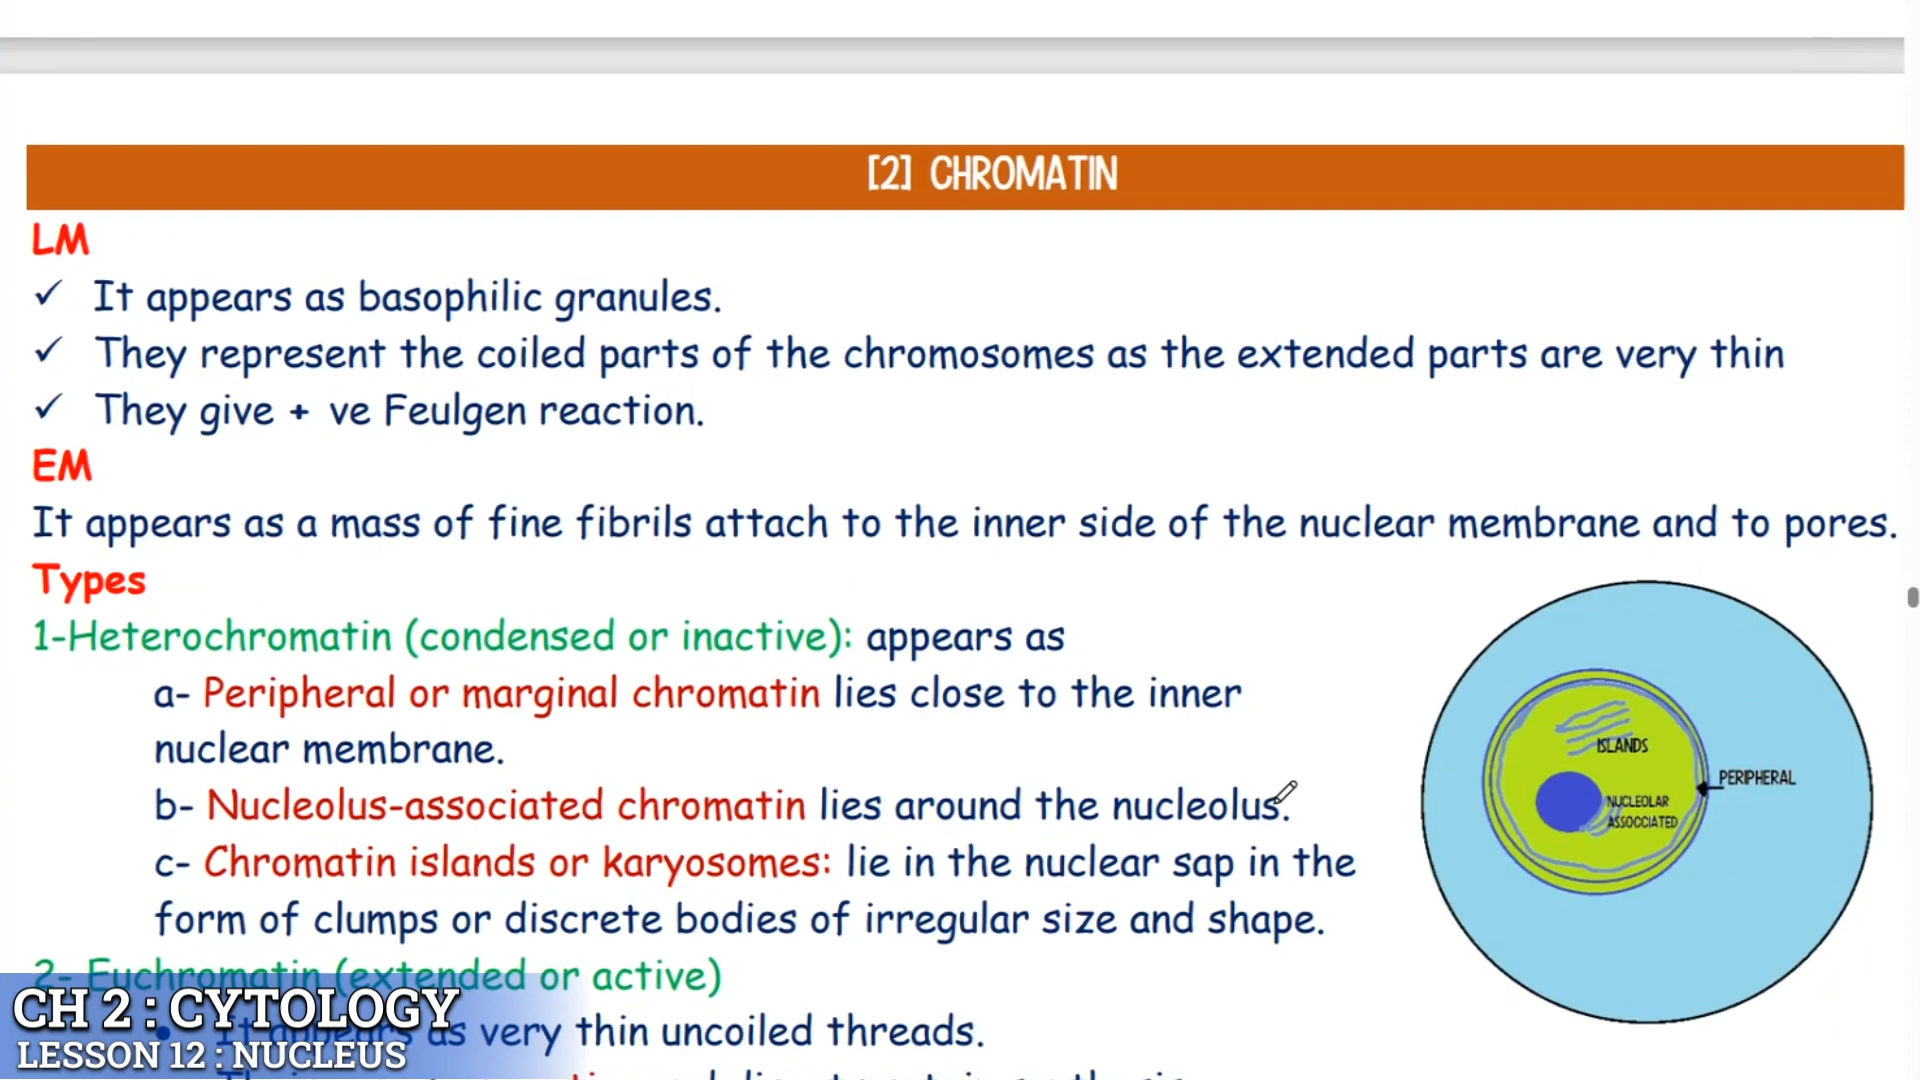 [2] CHROMATIN
LM
✓ It appears as basophilic granules.
✓ They represent the coiled parts of the chromosomes as the extended parts are very thin
✓ They give + ve Feulgen reaction.
EM
It appears as a mass of fine fibrils attach to the inner side of the nuclear membrane and to pores.
Types
1-Heterochromatin (condensed or inactive): appears as
a- Peripheral or marginal chromatin lies close to the inner
nuclear membrane.
b- Nucleolus-associated chromatin lies around the nucleolus.
c- Chromatin islands or karyosomes: lie in the nuclear sap in the
form of clumps or discrete bodies of irregular size and shape.
ISLANDS
PERIPHERAL
NUCLEOLAR
ASSOCCIATED
2- Euchromatin (extended or active)
• It appears as very thin uncoiled threads.
CH 2 : CYTOLOGY
LESSON 12 : NUCLEUS